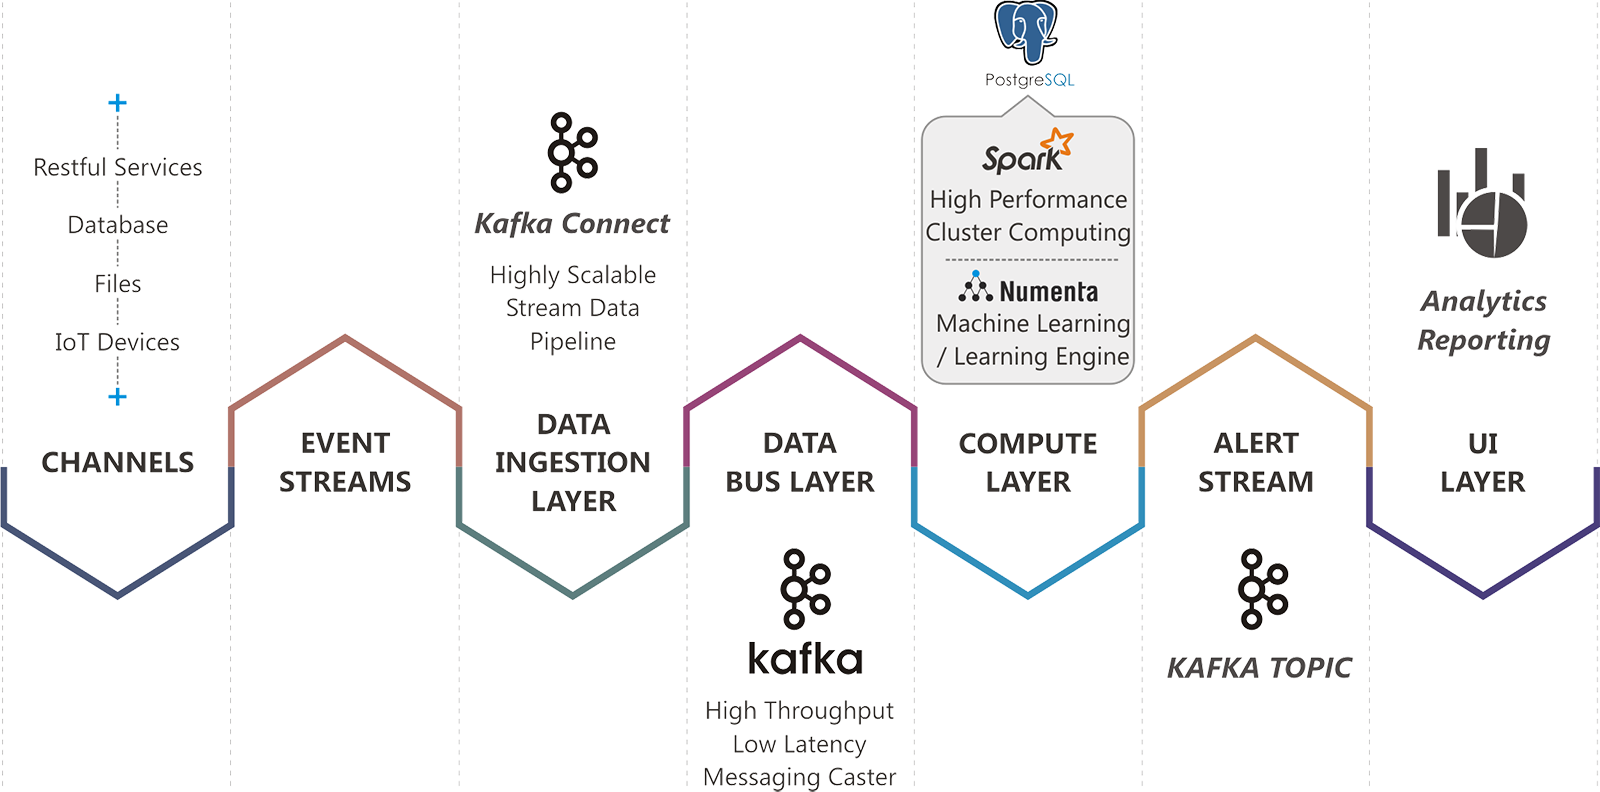 Restful Services
Database
Files
IoT Devices
CHANNELS
EVENT
STREAMS
Kafka Connect
Highly Scalable
Stream Data
Pipeline
DATA
INGESTION
LAYER
DATA
BUS LAYER
kafka
High Throughput
Low Latency
Messaging Caster
PostgreSQL
Spark
High Performance
Cluster Computing
Numenta
Machine Learning
/ Learning Engine
COMPUTE
LAYER
ALERT
STREAM
KAFKA TOPIC
Analytics
Reporting
UI
LAYER